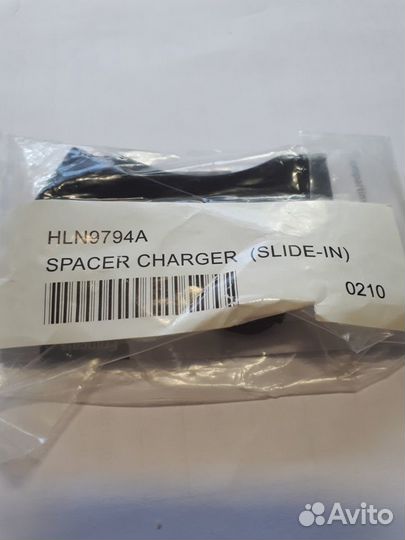 HLN9794A
SPACER CHARGER (SLIDE-IN)
0210
Avito